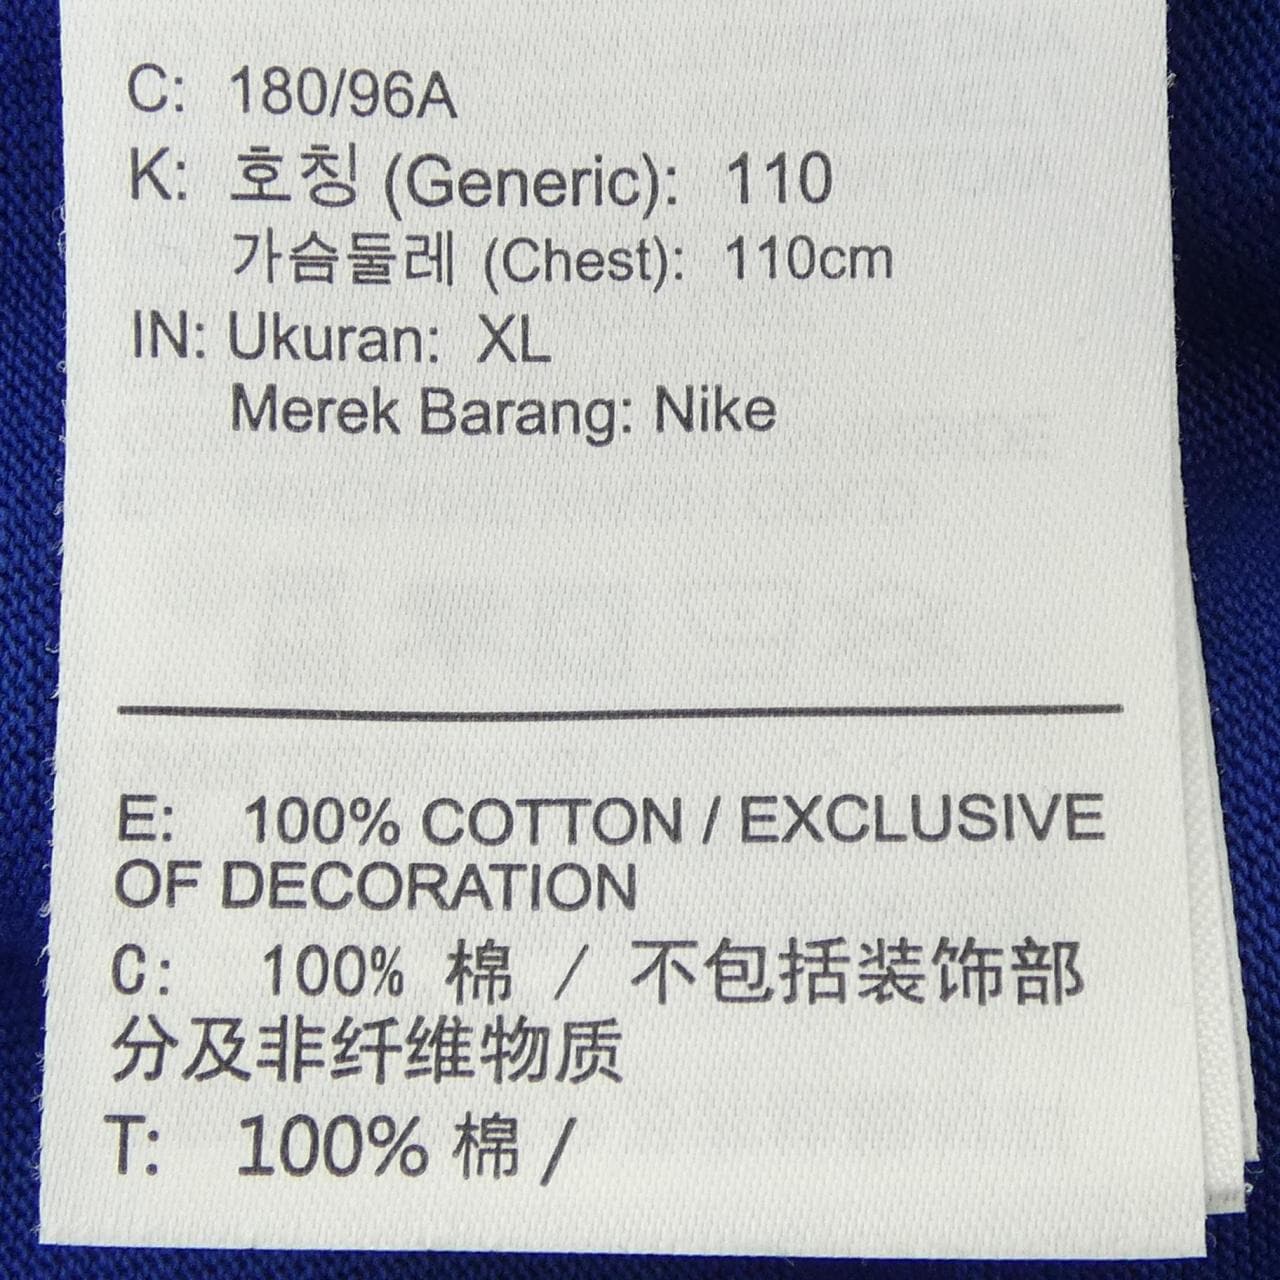 C: 180/96A
K: 호칭 (Generic): 110
가슴둘레 (Chest): 110cm
IN: Ukuran: XL
Merek Barang: Nike
E: 100% COTTON / EXCLUSIVE
OF DECORATION
C: 100% 棉 / 不包括装饰部
分及非纤维物质
T: 100% 棉 /